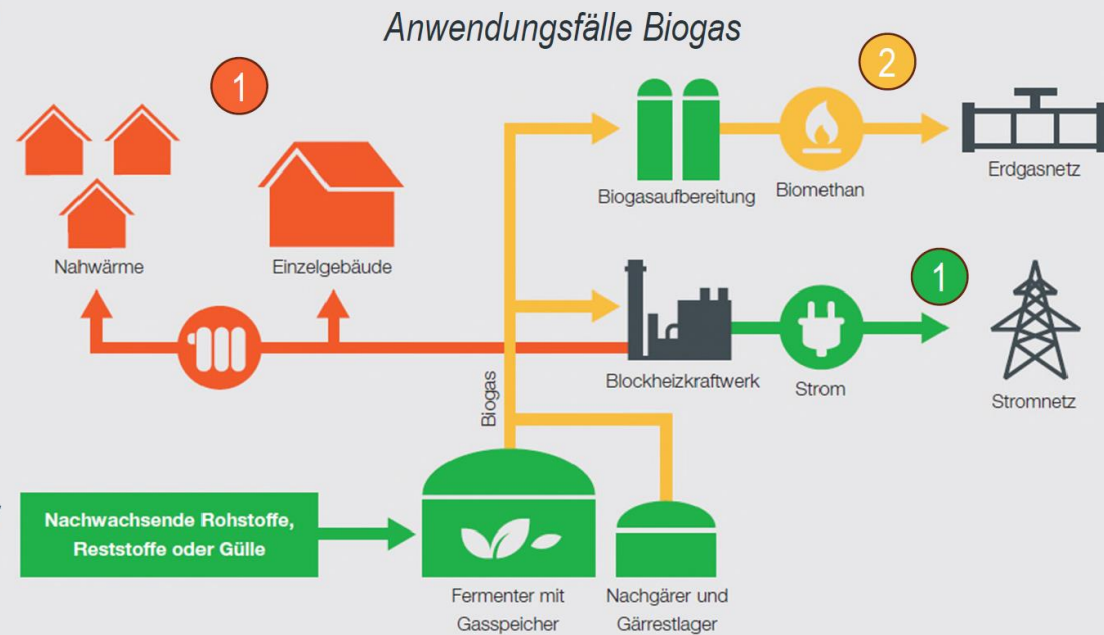 Anwendungsfälle Biogas
1
2
Biogasaufbereitung
Biomethan
Erdgasnetz
Nahwärme
Einzelgebäude
1
Blockheizkraftwerk
Strom
Stromnetz
Biogas
Nachwachsende Rohstoffe,
Reststoffe oder Gülle
Fermenter mit
Gasspeicher
Nachgärer und
Gärrestlager